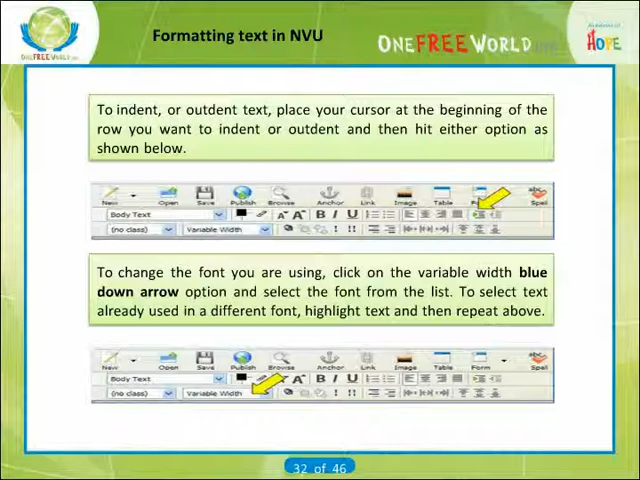 Formatting text in NVU
ONEFREEWORLD
HOPE
ONEFREEWORLD
To indent, or outdent text, place your cursor at the beginning of the
row you want to indent or outdent and then hit either option as
shown below.
New Open Save Publish Browse Anchor Link Image Table Spell
Body Text A A B I U
(no class) Variable Width ! !!
To change the font you are using, click on the variable width blue
down arrow option and select the font from the list. To select text
already used in a different font, highlight text and then repeat above.
New Open Save Publish Browse Anchor Link Image Table Form Spell
Body Text A B I U
(no class) Variable Width ! !!
32 of 46